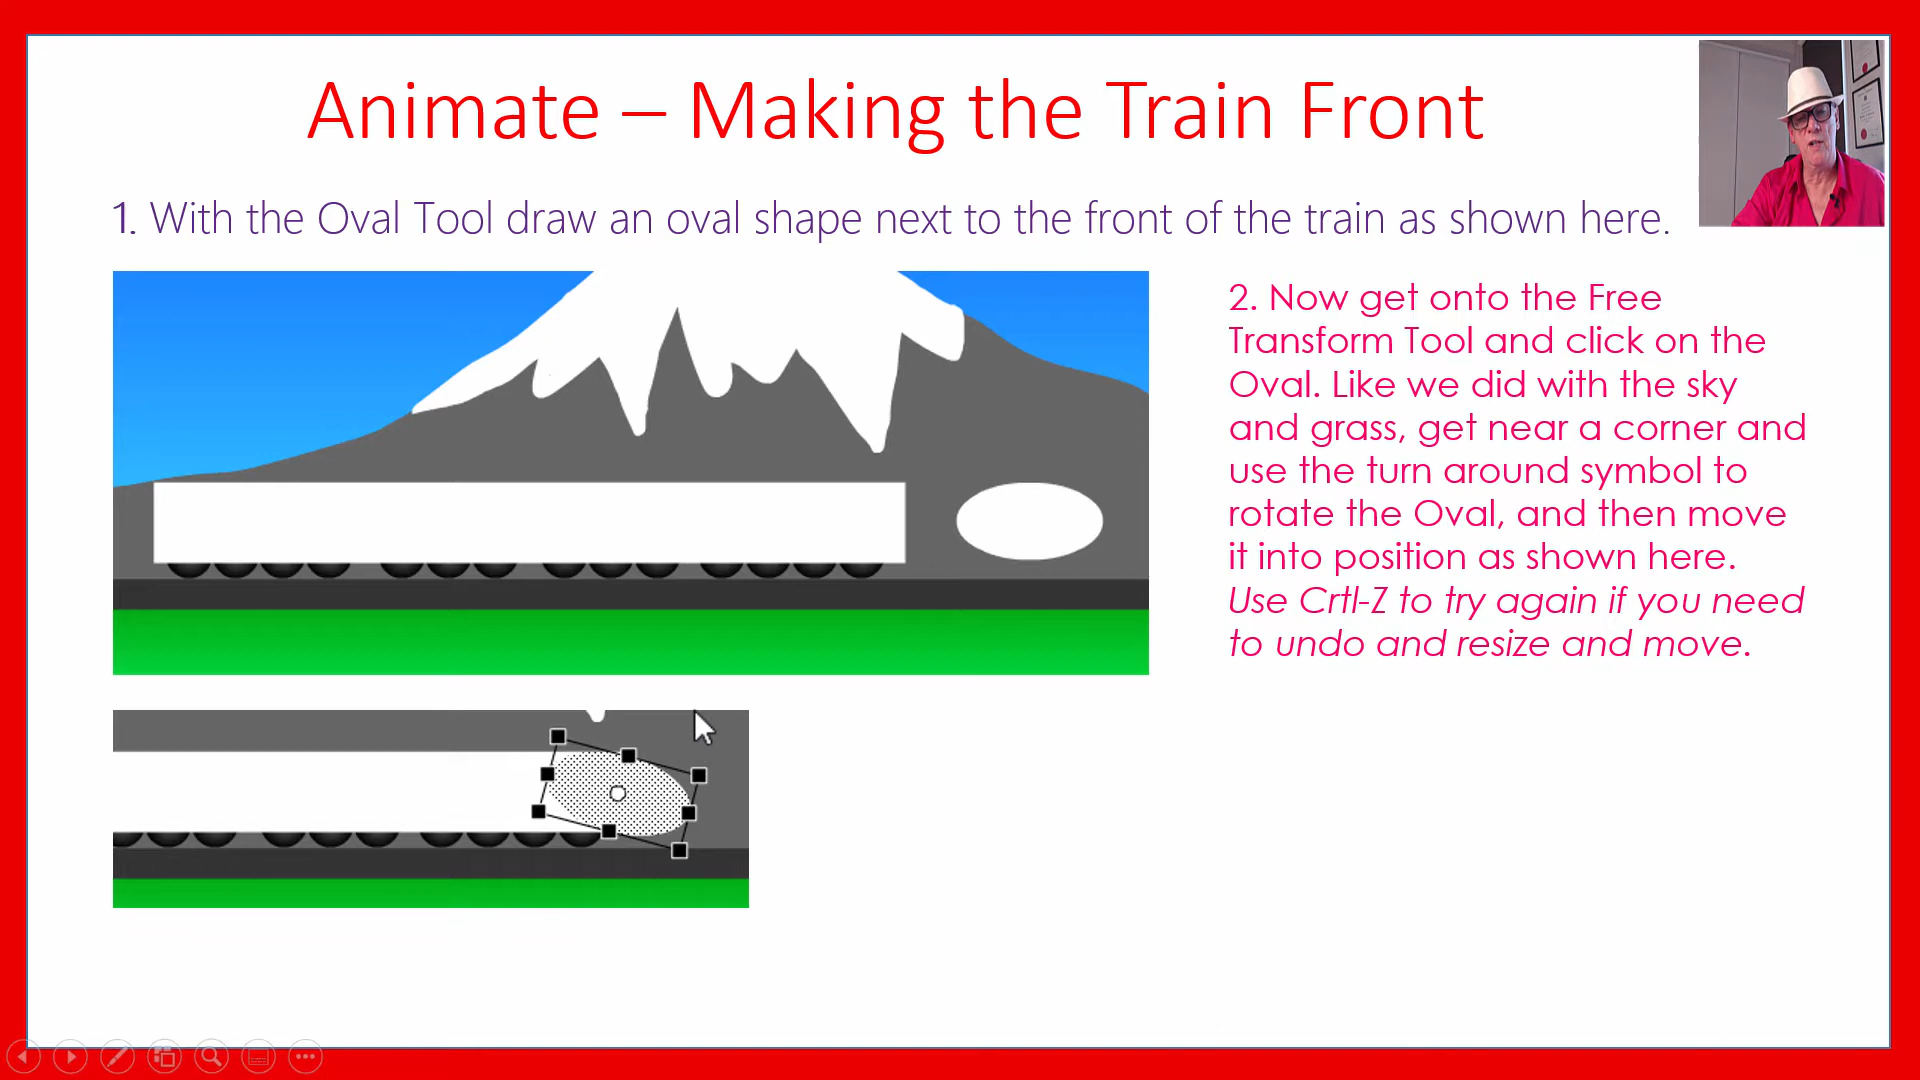 Animate – Making the Train Front
1. With the Oval Tool draw an oval shape next to the front of the train as shown here.
2. Now get onto the Free
Transform Tool and click on the
Oval. Like we did with the sky
and grass, get near a corner and
use the turn around symbol to
rotate the Oval, and then move
it into position as shown here.
Use Crtl-Z to try again if you need
to undo and resize and move.